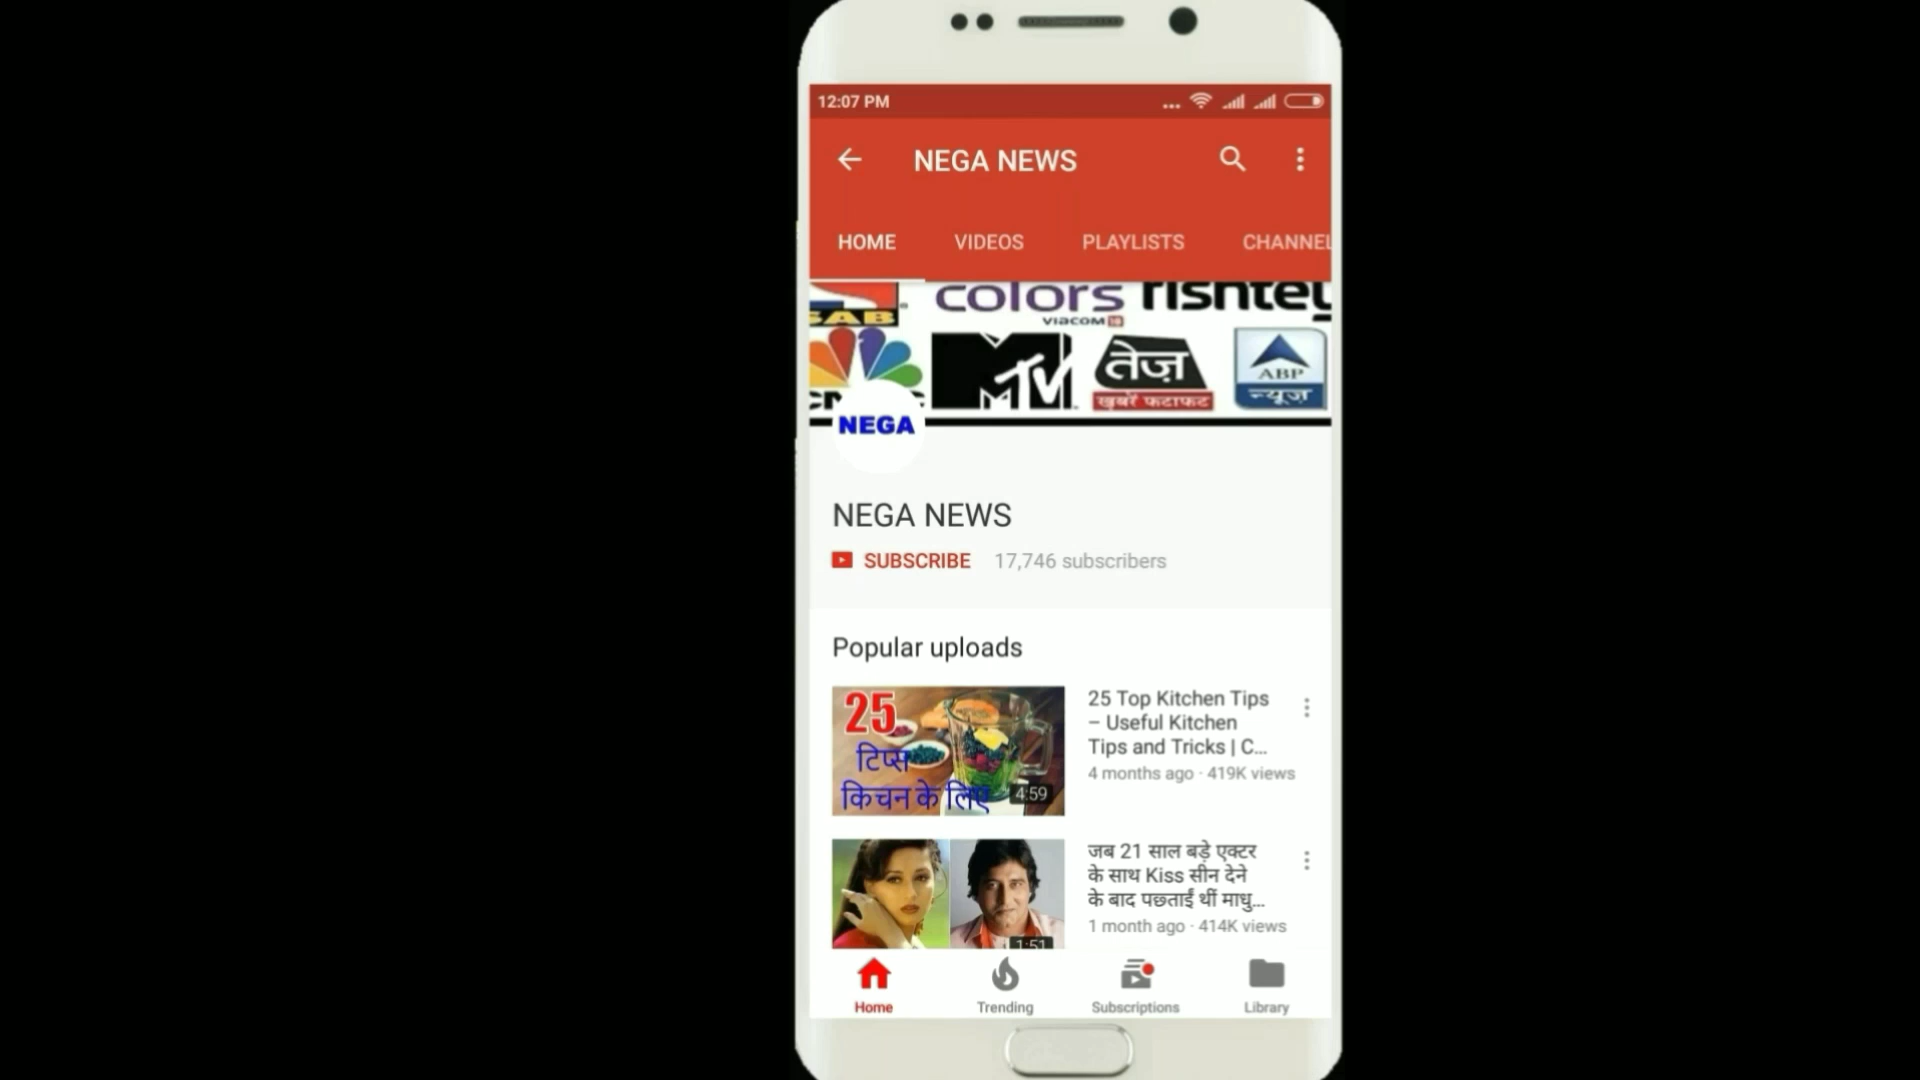 12:07 PM
NEGA NEWS
HOME VIDEOS PLAYLISTS CHANNEL
SAB colors rishtey
VIACOM 18
MTV तेज़ ABP
ख़बरें फटाफट न्यूज़
NEGA
NEGA NEWS
SUBSCRIBE 17,746 subscribers
Popular uploads
25
टिप्स
किचन के लिए
4:59
25 Top Kitchen Tips
– Useful Kitchen
Tips and Tricks | C...
4 months ago · 419K views
जब 21 साल बड़े एक्टर
के साथ Kiss सीन देने
के बाद पछताईं थीं माधु...
1 month ago · 414K views
1:51
Home Trending Subscriptions Library